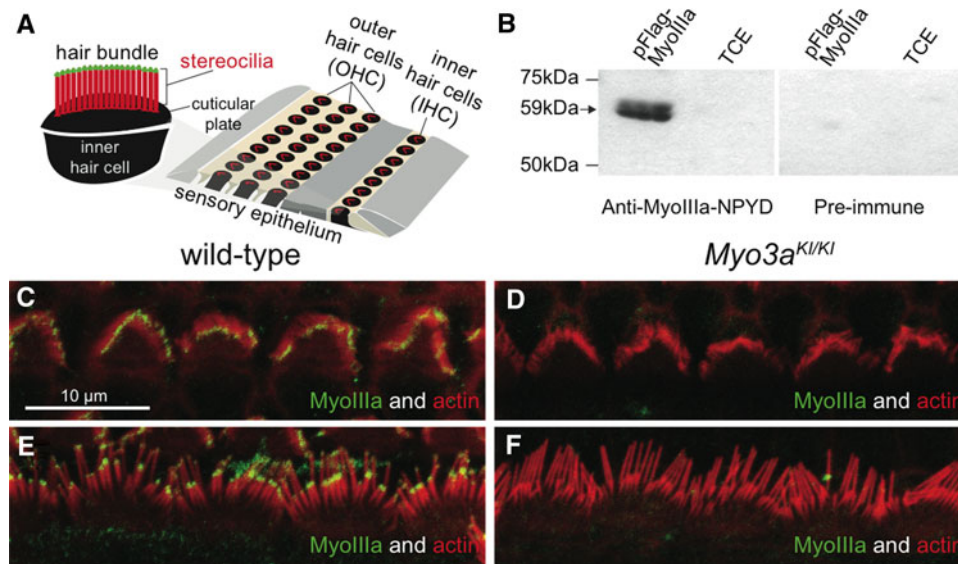 A
hair bundle
stereocilia
cuticular
plate
inner
hair cell
outer
hair cells
(OHC)
inner
hair cells
(IHC)
sensory epithelium
B
pFlag-
MyoIIIa
TCE
pFlag-
MyoIIIa
TCE
75kDa
59kDa
50kDa
Anti-MyoIIIa-NPYD
Pre-immune
wild-type
Myo3aKI/KI
C
10 µm
MyoIIIa and actin
D
MyoIIIa and actin
E
MyoIIIa and actin
F
MyoIIIa and actin